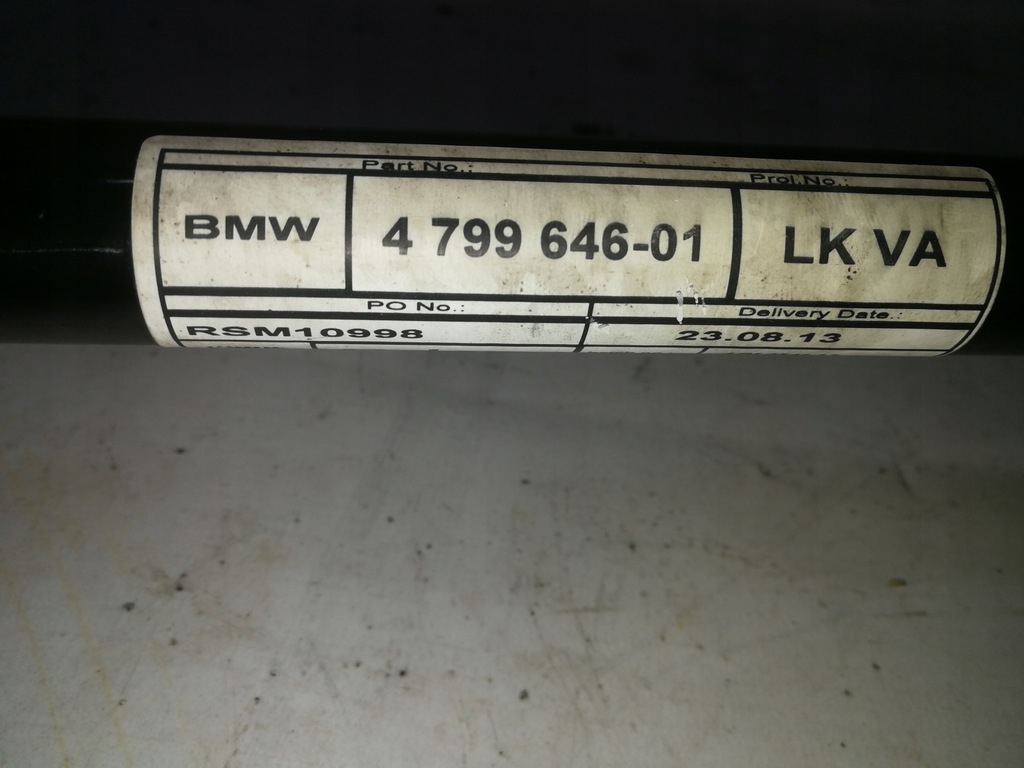 Part No.: Proj.No.:
BMW 4 799 646-01 LK VA
PO No.: Delivery Date.:
RSM10998 23.08.13